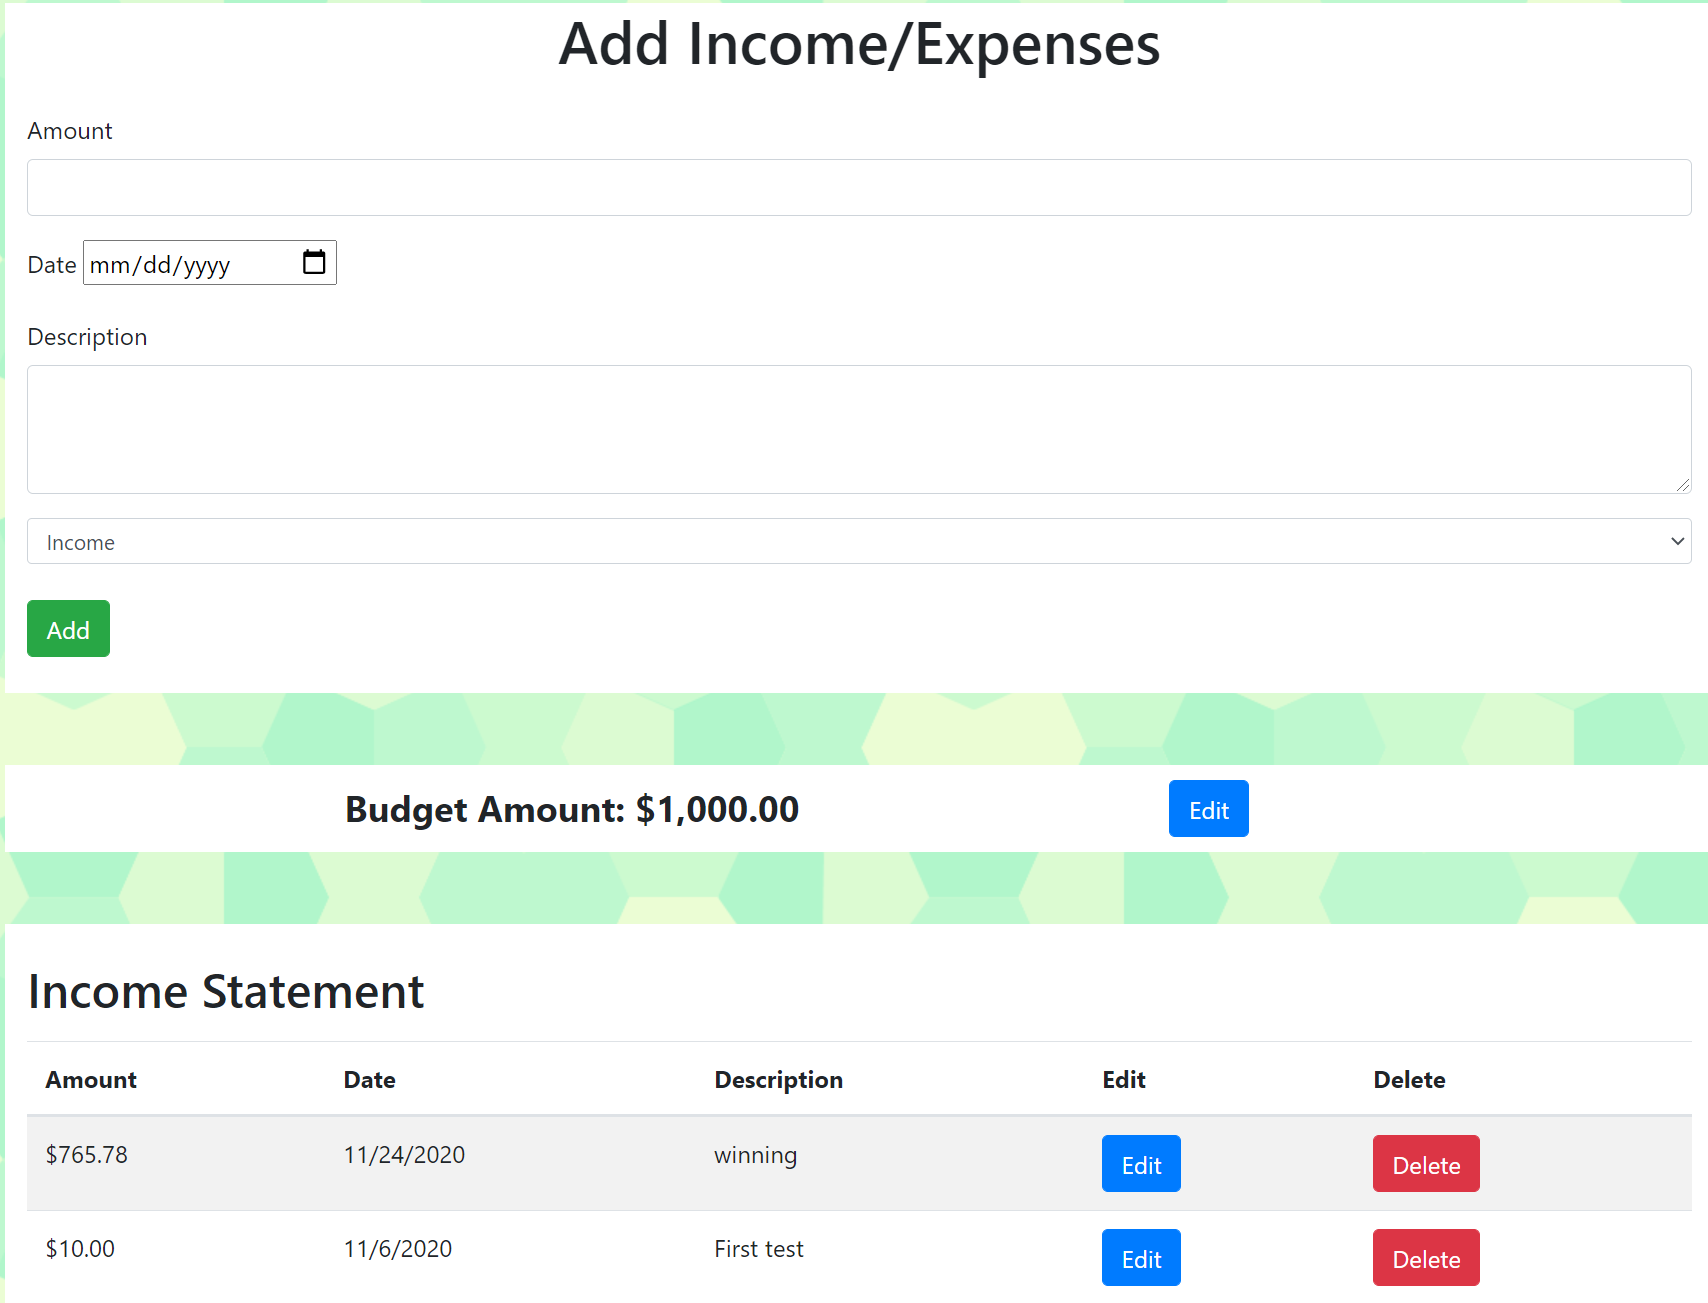 Add Income/Expenses
Amount
Date mm/dd/yyyy
Description
Income
Add
Budget Amount: $1,000.00 Edit
Income Statement
Amount Date Description Edit Delete
$765.78 11/24/2020 winning Edit Delete
$10.00 11/6/2020 First test Edit Delete